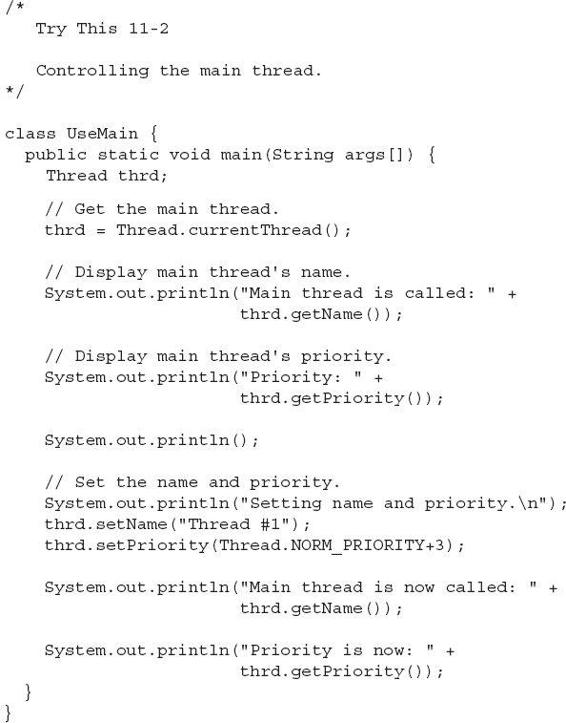 /*
   Try This 11-2

   Controlling the main thread.
*/

class UseMain {
  public static void main(String args[]) {
    Thread thrd;

    // Get the main thread.
    thrd = Thread.currentThread();

    // Display main thread's name.
    System.out.println("Main thread is called: " +
                       thrd.getName());

    // Display main thread's priority.
    System.out.println("Priority: " +
                       thrd.getPriority());

    System.out.println();

    // Set the name and priority.
    System.out.println("Setting name and priority.\n");
    thrd.setName("Thread #1");
    thrd.setPriority(Thread.NORM_PRIORITY+3);

    System.out.println("Main thread is now called: " +
                       thrd.getName());

    System.out.println("Priority is now: " +
                       thrd.getPriority());
  }
}